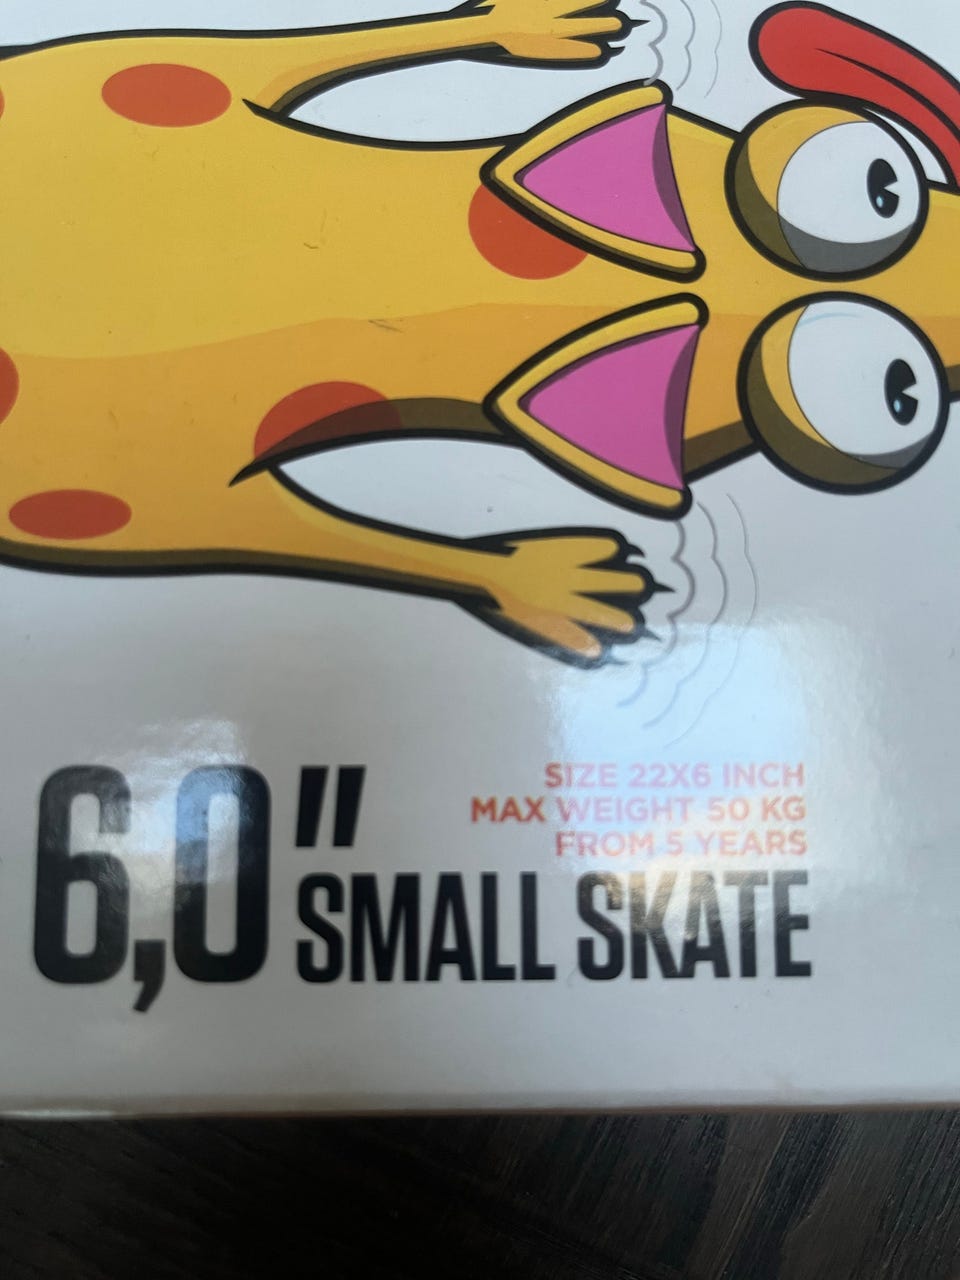 6,0"
SIZE 22X6 INCH
MAX WEIGHT 50 KG
FROM 5 YEARS
SMALL SKATE